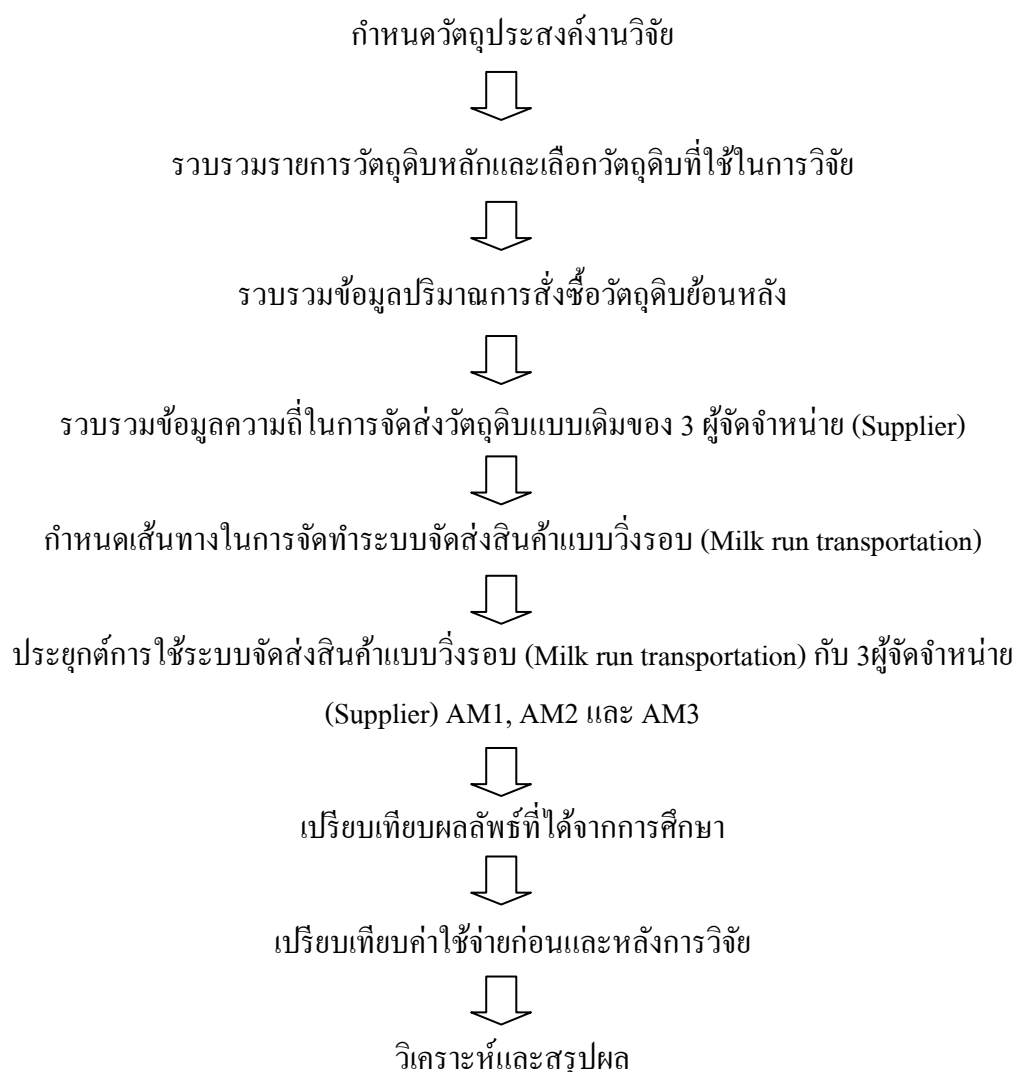 กำหนดวัตถุประสงค์งานวิจัย
รวบรวมรายการวัตถุดิบหลักและเลือกวัตถุดิบที่ใช้ในการวิจัย
รวบรวมข้อมูลปริมาณการสั่งซื้อวัตถุดิบย้อนหลัง
รวบรวมข้อมูลความถี่ในการจัดส่งวัตถุดิบแบบเดิมของ 3 ผู้จัดจำหน่าย (Supplier)
กำหนดเส้นทางในการจัดทำระบบจัดส่งสินค้าแบบวิ่งรอบ (Milk run transportation)
ประยุกต์การใช้ระบบจัดส่งสินค้าแบบวิ่งรอบ (Milk run transportation) กับ 3ผู้จัดจำหน่าย
(Supplier) AM1, AM2 และ AM3
เปรียบเทียบผลลัพธ์ที่ได้จากการศึกษา
เปรียบเทียบค่าใช้จ่ายก่อนและหลังการวิจัย
วิเคราะห์และสรุปผล